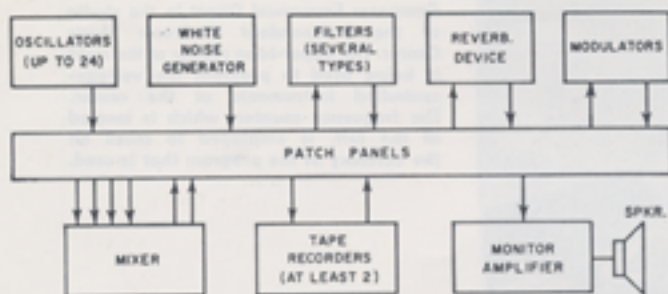 OSCILLATORS
(UP TO 24)
WHITE
NOISE
GENERATOR
FILTERS
(SEVERAL
TYPES)
REVERB.
DEVICE
MODULATORS
PATCH PANELS
MIXER
TAPE
RECORDERS
(AT LEAST 2)
MONITOR
AMPLIFIER
SPKR.